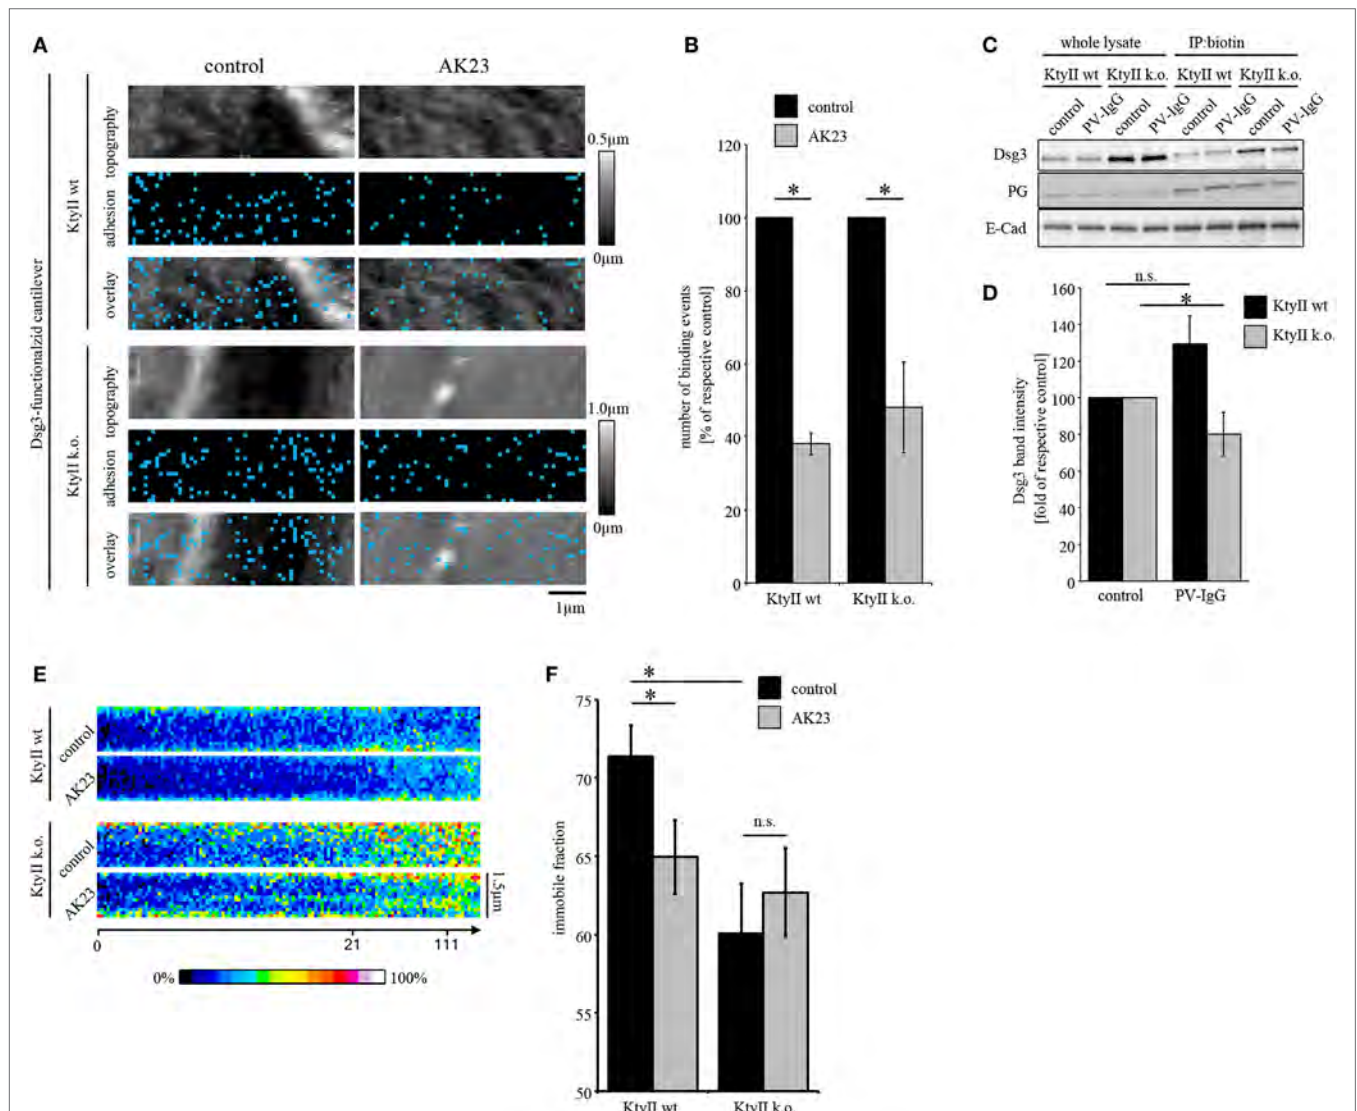 A
control
AK23
Dsg3-functionalzid cantilever
KtyII wt
topography
adhesion
overlay
KtyII k.o.
topography
adhesion
overlay
0.5µm
0µm
1.0µm
0µm
1µm
B
control
AK23
number of binding events
[% of respective control]
120
100
80
60
40
20
0
*
*
KtyII wt
KtyII k.o.
C
whole lysate
IP:biotin
KtyII wt
KtyII k.o.
KtyII wt
KtyII k.o.
control
PV-IgG
control
PV-IgG
control
PV-IgG
control
PV-IgG
Dsg3
PG
E-Cad
D
n.s.
*
KtyII wt
KtyII k.o.
Dsg3 band intensity
[fold of respective control]
160
140
120
100
80
60
40
20
0
control
PV-IgG
E
KtyII wt
control
AK23
KtyII k.o.
control
AK23
1.5µm
0
21
111
0%
100%
F
control
AK23
immobile fraction
75
70
65
60
55
50
*
*
n.s.
KtyII wt
KtyII k.o.